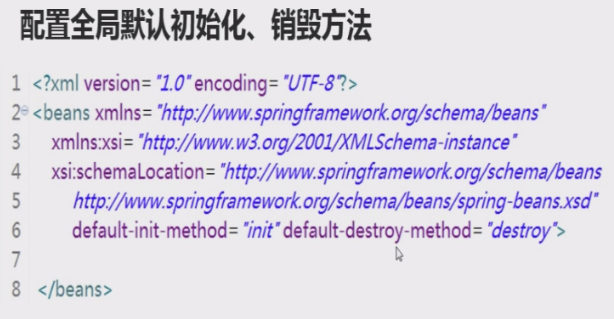 配置全局默认初始化、销毁方法
1 <?xml version="1.0" encoding="UTF-8"?>
2 <beans xmlns="http://www.springframework.org/schema/beans"
3 xmlns:xsi="http://www.w3.org/2001/XMLSchema-instance"
4 xsi:schemaLocation="http://www.springframework.org/schema/beans
5 http://www.springframework.org/schema/beans/spring-beans.xsd"
6 default-init-method="init" default-destroy-method="destroy">
7
8 </beans>